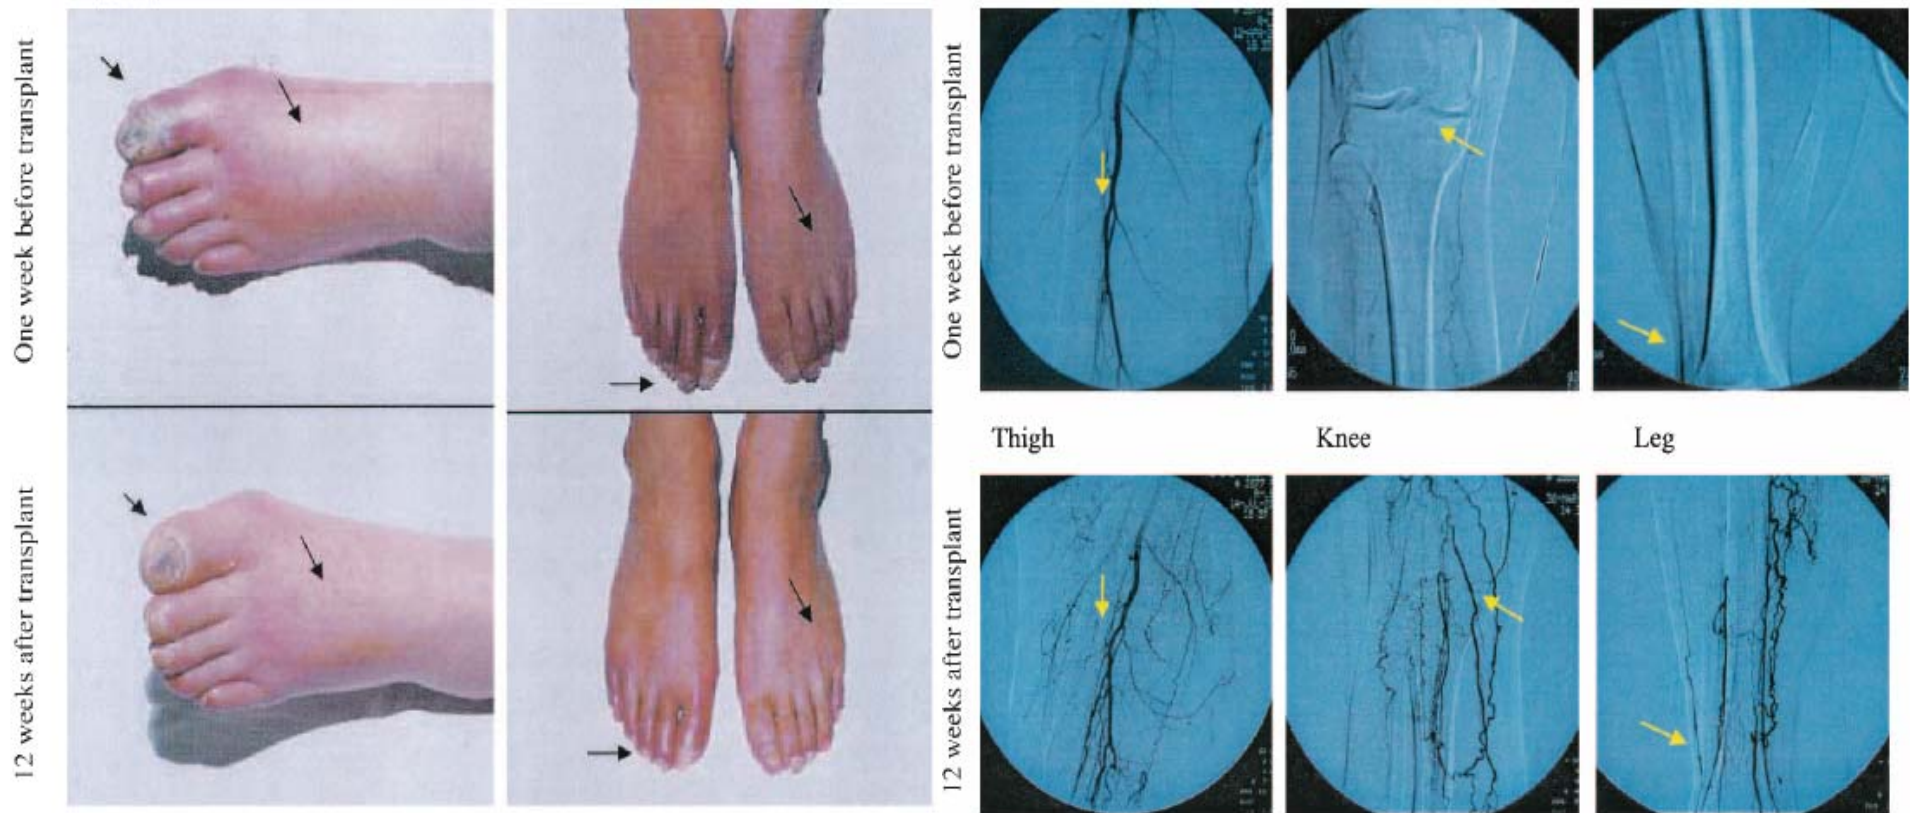 One week before transplant
12 weeks after transplant
One week before transplant
Thigh
Knee
Leg
12 weeks after transplant